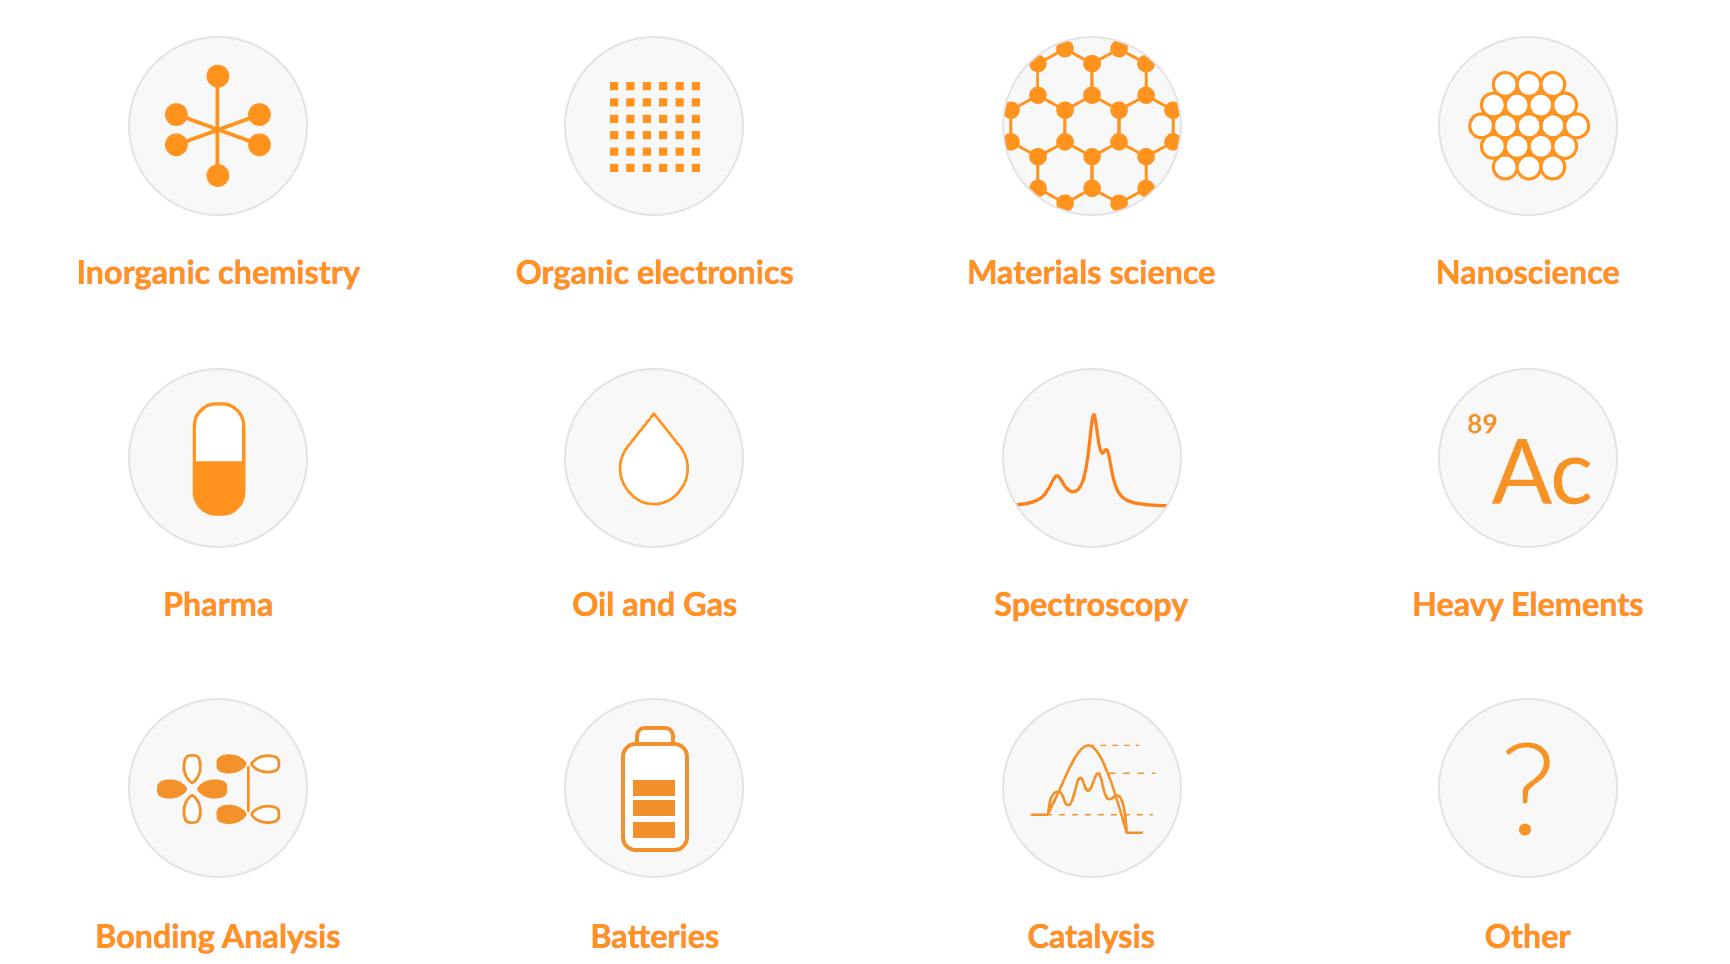 Inorganic chemistry
Organic electronics
Materials science
Nanoscience
89
Ac
Pharma
Oil and Gas
Spectroscopy
Heavy Elements
?
Bonding Analysis
Batteries
Catalysis
Other